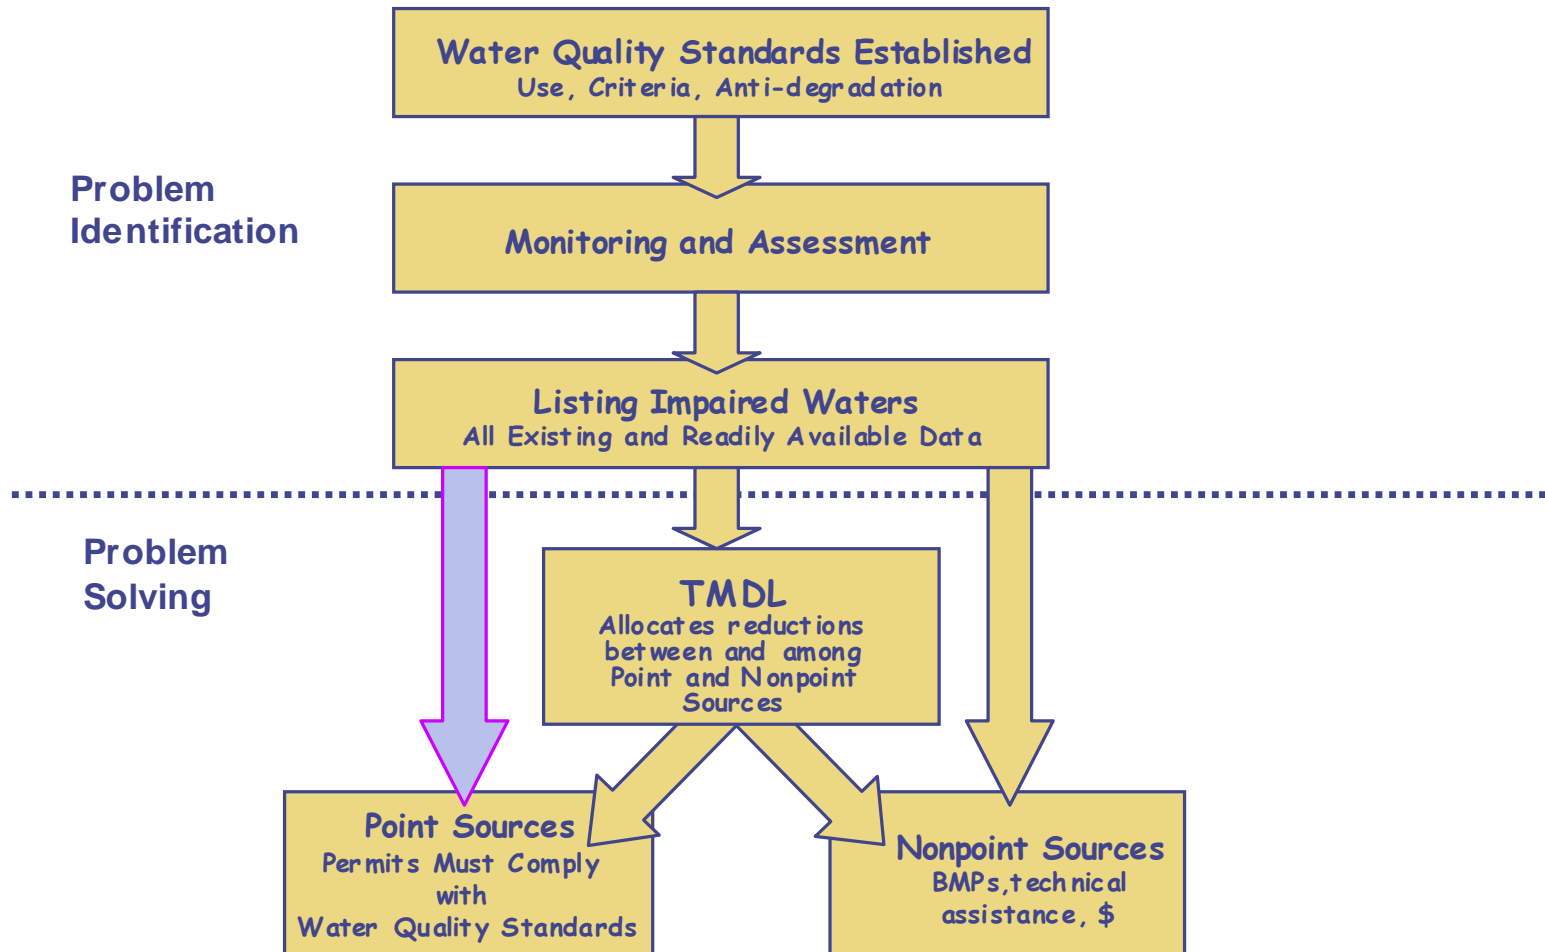 Water Quality Standards Established
Use, Criteria, Anti-degradation
Problem
Identification
Monitoring and Assessment
Listing Impaired Waters
All Existing and Readily Available Data
Problem
Solving
TMDL
Allocates reductions
between and among
Point and Nonpoint
Sources
Point Sources
Permits Must Comply
with
Water Quality Standards
Nonpoint Sources
BMPs,technical
assistance, $